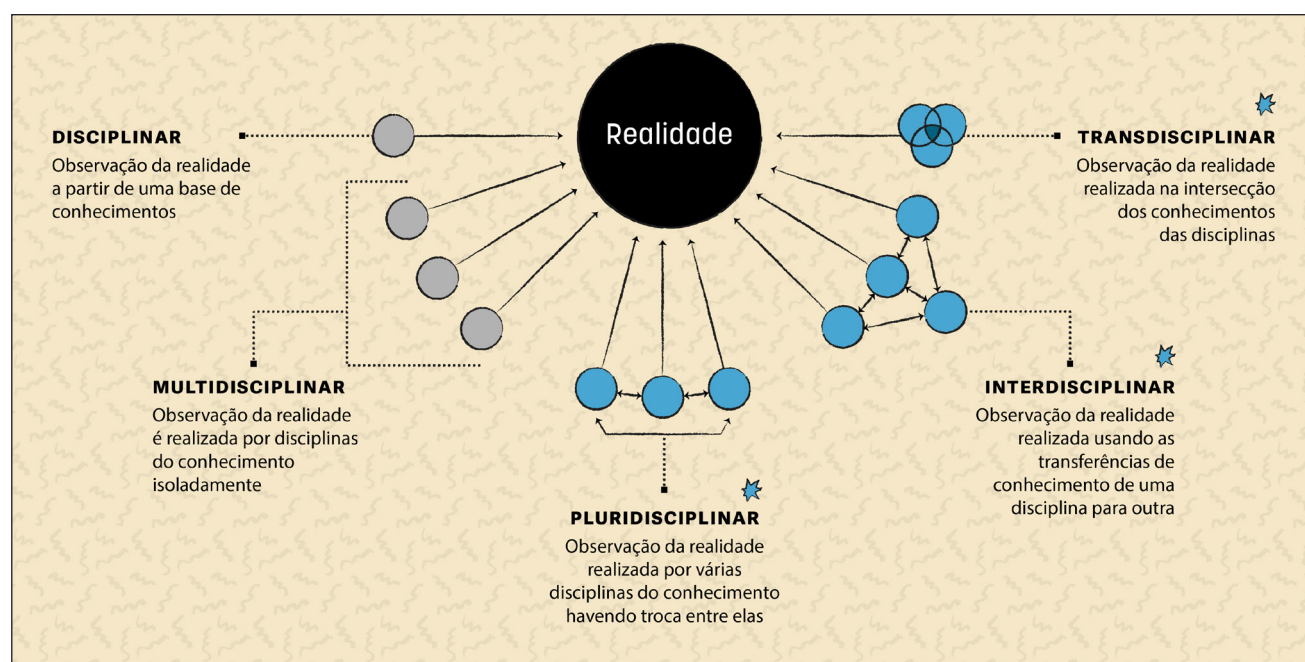 Realidade
DISCIPLINAR
Observação da realidade
a partir de uma base de
conhecimentos
MULTIDISCIPLINAR
Observação da realidade
é realizada por disciplinas
do conhecimento
isoladamente
PLURIDISCIPLINAR
Observação da realidade
realizada por várias
disciplinas do conhecimento
havendo troca entre elas
INTERDISCIPLINAR
Observação da realidade
realizada usando as
transferências de
conhecimento de uma
disciplina para outra
TRANSDISCIPLINAR
Observação da realidade
realizada na intersecção
dos conhecimentos
das disciplinas